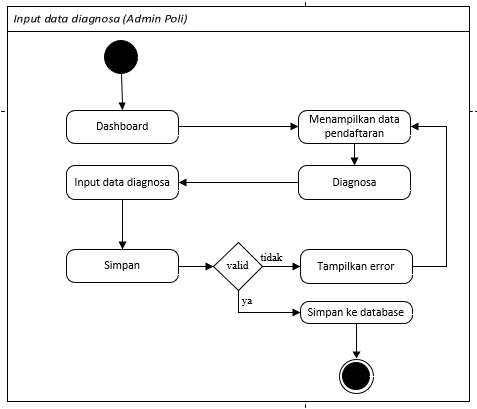 Input data diagnosa (Admin Poli)
Dashboard
Menampilkan data
pendaftaran
Input data diagnosa
Diagnosa
Simpan
valid
tidak
Tampilkan error
ya
Simpan ke database